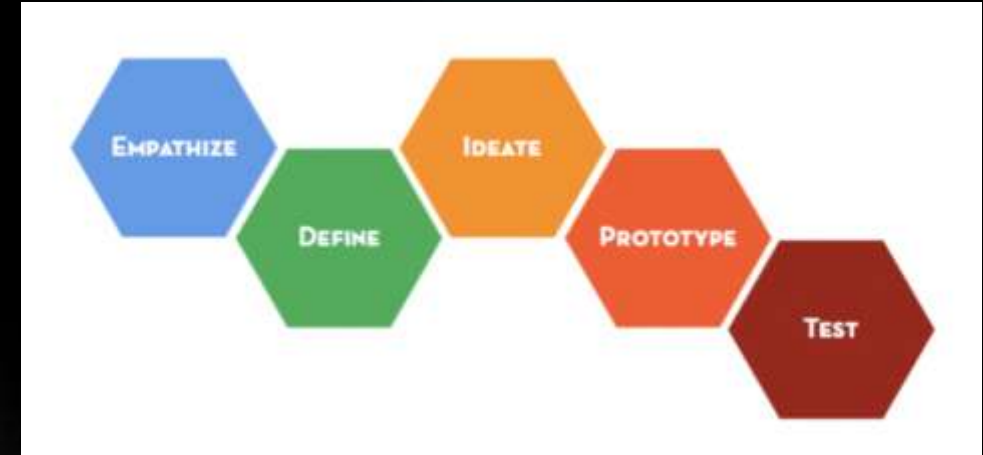 EMPATHIZE
DEFINE
IDEATE
PROTOTYPE
TEST